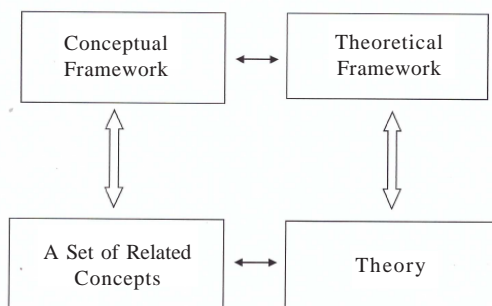 Conceptual
Framework
Theoretical
Framework
A Set of Related
Concepts
Theory